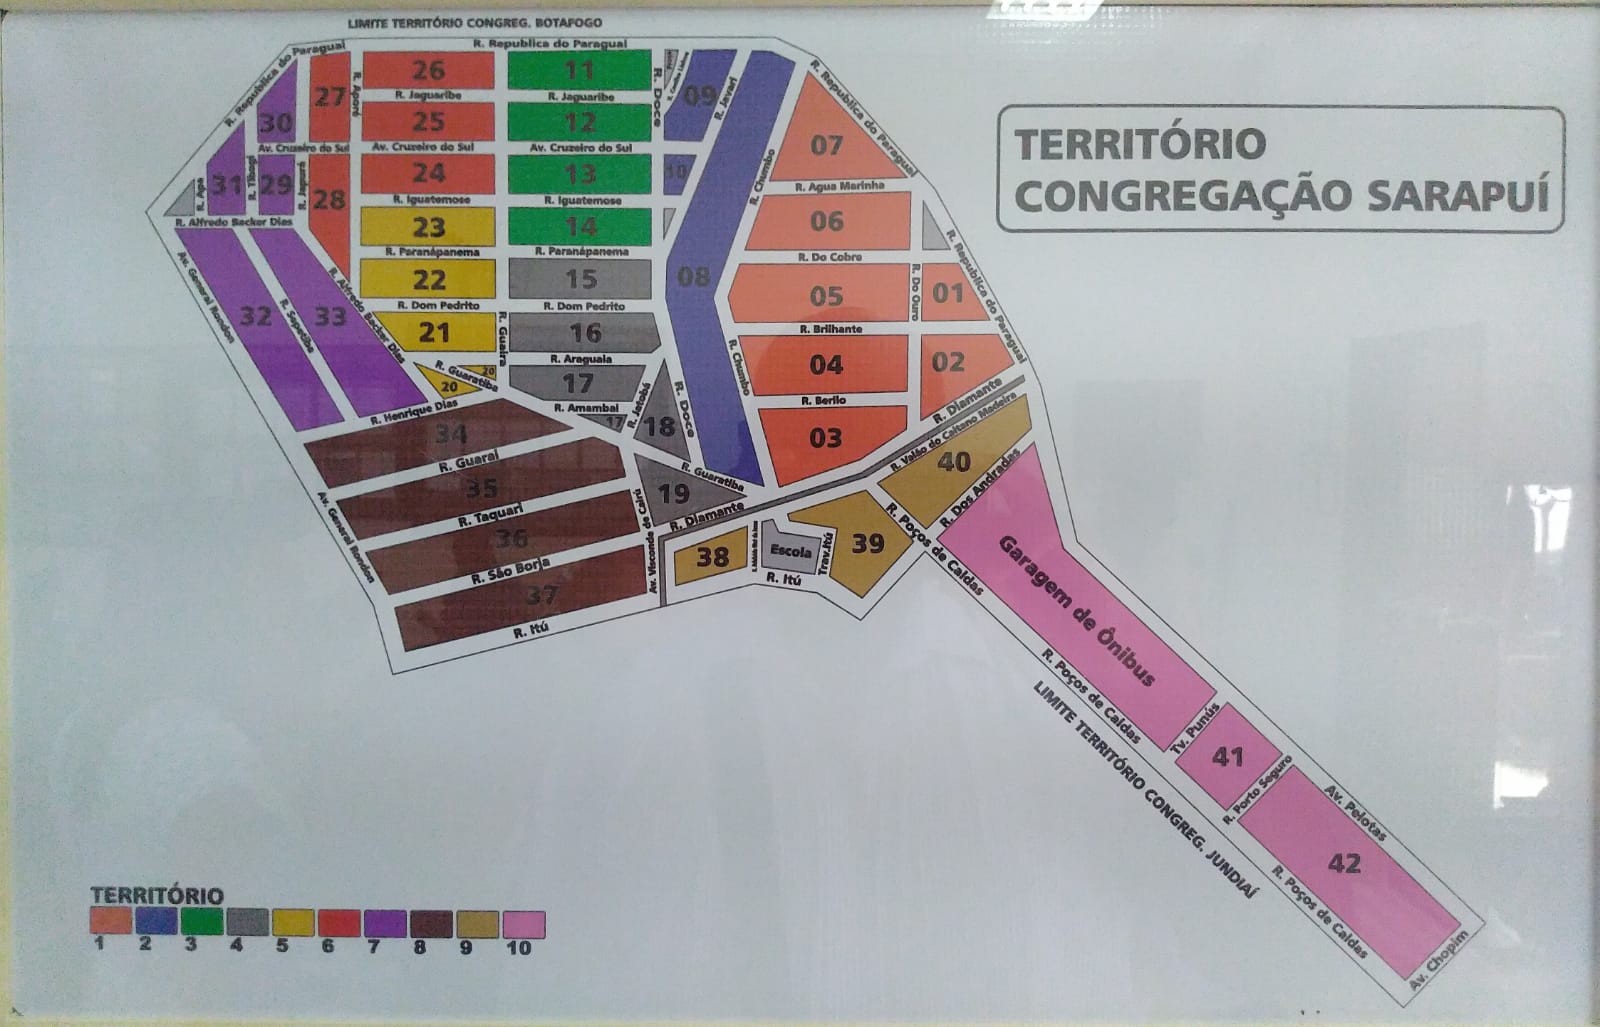 LIMITE TERRITÓRIO CONGREG. BOTAFOGO
R. Republica do Paraguai
R. Republica do Paraguai
TERRITÓRIO
CONGREGAÇÃO SARAPUÍ
30
27
R. Aporé
26
R. Jaguaribe
25
Av. Cruzeiro do Sul
Av. Cruzeiro do Sul
24
R. Iguatemose
23
R. Paranápanema
22
R. Dom Pedrito
21
11
R. Jaguaribe
12
Av. Cruzeiro do Sul
13
R. Iguatemose
14
R. Paranápanema
15
R. Dom Pedrito
16
R. Araguaia
17
R. Amambai
17
R. Doce
09
10
R. Javari
08
R. Chumbo
R. Chumbo
R. Republica do Paraguai
07
R. Agua Marinha
06
R. Do Cobre
05
R. Brilhante
04
R. Berilo
03
R. Do Ouro
01
02
R. Republica do Paraguai
R. Diamante
R. Apa
31
R. Tibagi
29
R. Jaguará
28
R. Alfredo Backer Dias
Av. General Rondon
32
R. Sepetiba
33
R. Alfredo Backer Dias
R. Guaira
R. Guaratiba
20
20
R. Henrique Dias
34
R. Guarai
35
R. Taquari
36
R. São Borja
37
R. Itú
Av. General Rondon
R. Jatobá
18
R. Doce
R. Guaratiba
19
R. Diamante
Av. Visconde de Cairu
38
Escola
R. Itú
Trav.Itú
39
R. Valão do Caitano Madeira
40
R. Dos Andradas
R. Poços de Caldas
Garagem de Ônibus
R. Poços de Caldas
LIMITE TERRITÓRIO CONGREG. JUNDIAÍ
Tv. Punús
41
R. Porto Seguro
Av. Pelotas
42
R. Poços de Caldas
Av. Chopim
TERRITÓRIO
1 2 3 4 5 6 7 8 9 10